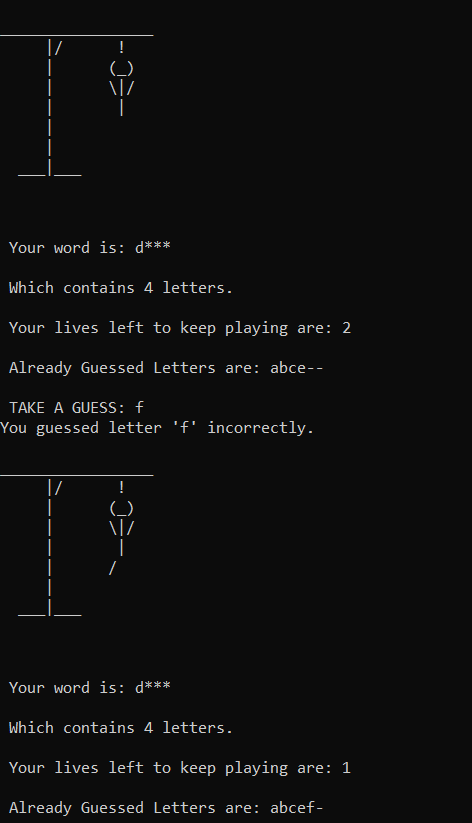 _________________
     |/      !
     |      (_)
     |      \|/
     |       |
     |
     |
  ___|___
Your word is: d***
Which contains 4 letters.
Your lives left to keep playing are: 2
Already Guessed Letters are: abce--
TAKE A GUESS: f
You guessed letter 'f' incorrectly.
_________________
     |/      !
     |      (_)
     |      \|/
     |       |
     |      /
     |
  ___|___
Your word is: d***
Which contains 4 letters.
Your lives left to keep playing are: 1
Already Guessed Letters are: abcef-